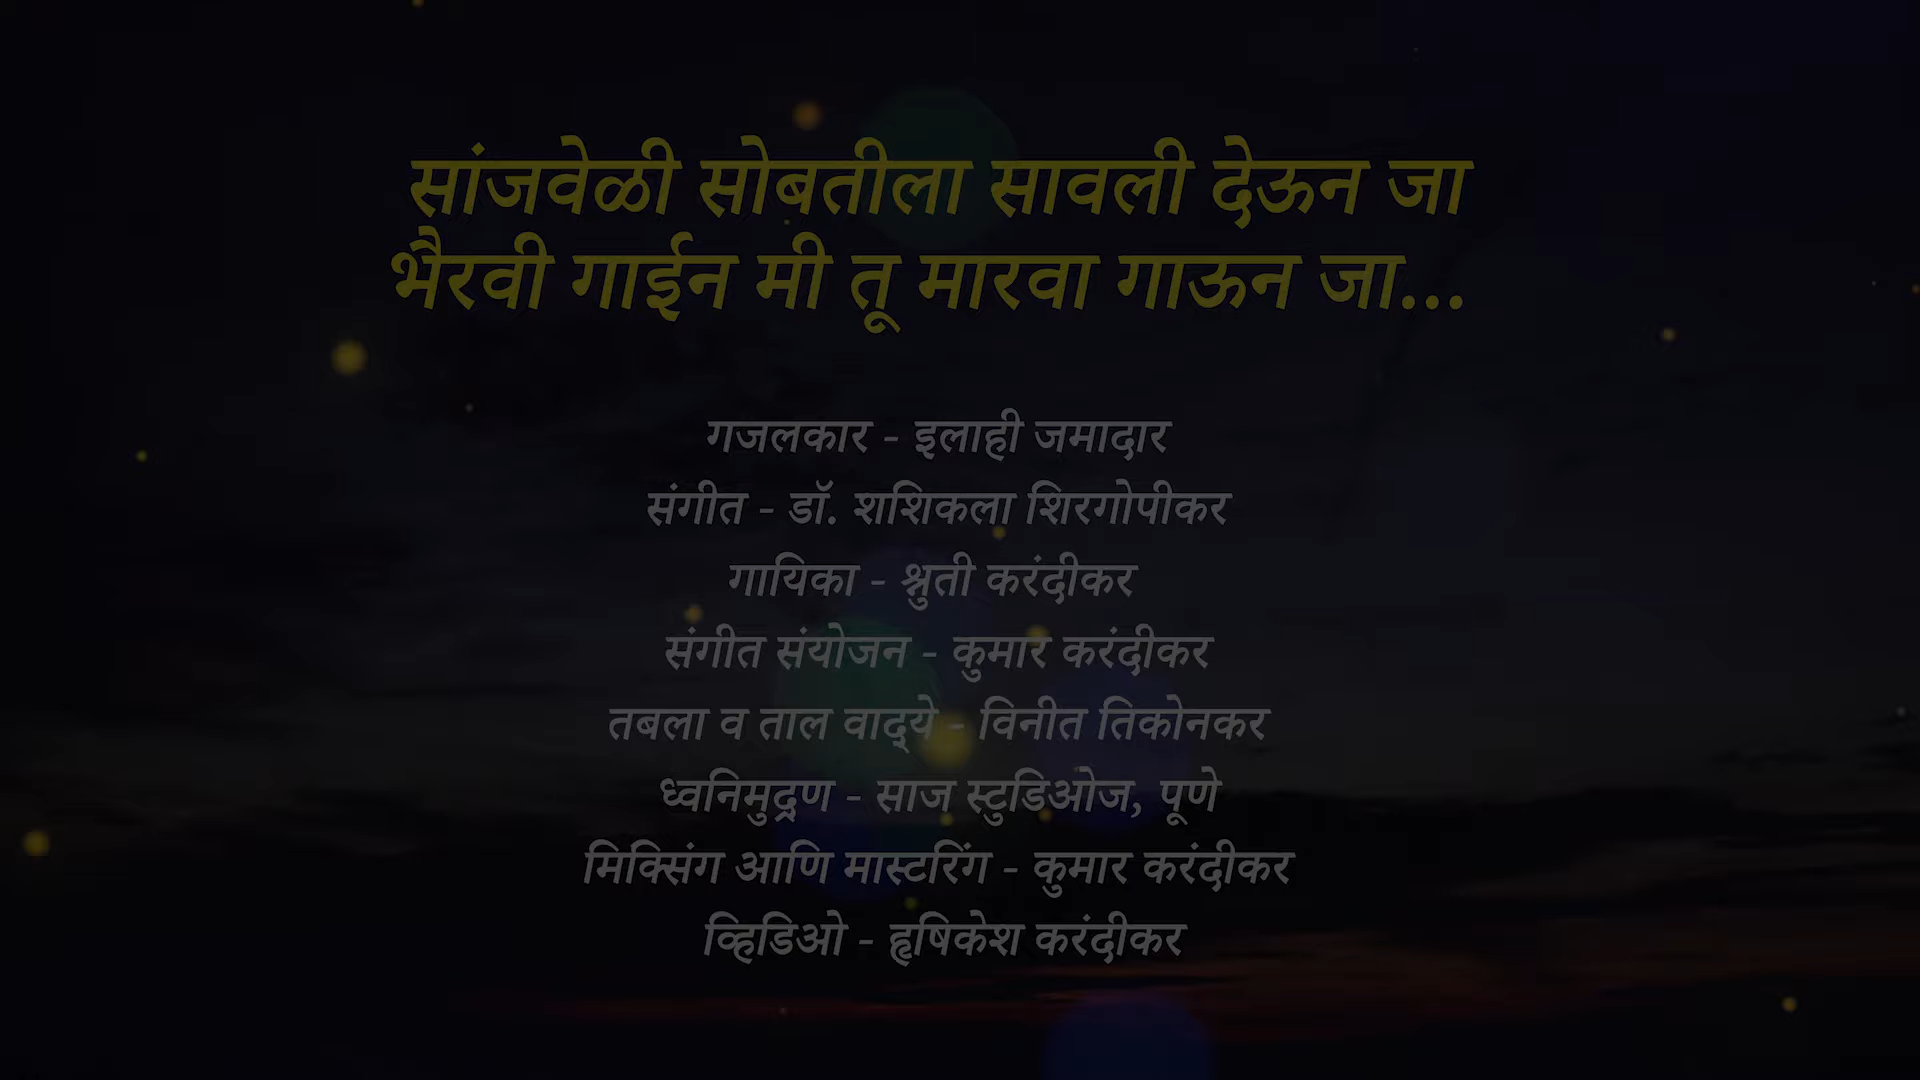 सांजवेळी सोबतीला सावली देऊन जा
भैरवी गाईन मी तू मारवा गाऊन जा...
गजलकार - इलाही जमादार
संगीत - डॉ. शशिकला शिरगोपीकर
गायिका - श्रुती करंदीकर
संगीत संयोजन - कुमार करंदीकर
तबला व ताल वाद्ये - विनीत तिकोनकर
ध्वनिमुद्रण - साज स्टुडिओज, पूणे
मिक्सिंग आणि मास्टरिंग - कुमार करंदीकर
व्हिडिओ - हृषिकेश करंदीकर